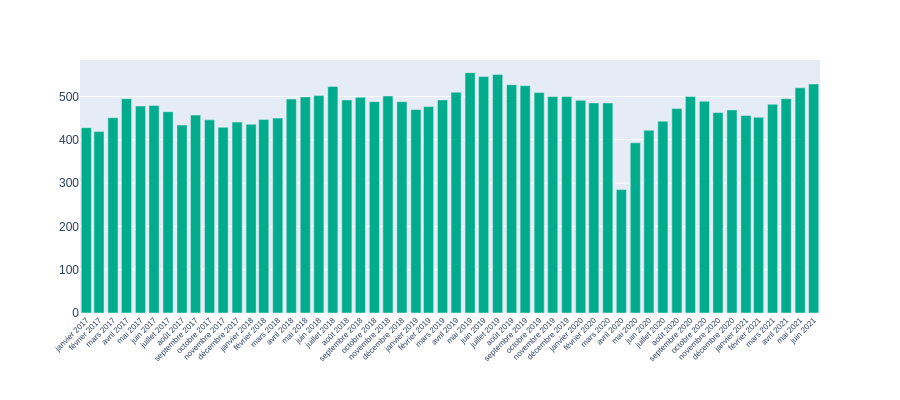 500
400
300
200
100
0
janvier 2017
février 2017
mars 2017
avril 2017
mai 2017
juin 2017
juillet 2017
août 2017
septembre 2017
octobre 2017
novembre 2017
décembre 2017
janvier 2018
février 2018
mars 2018
avril 2018
mai 2018
juin 2018
juillet 2018
août 2018
septembre 2018
octobre 2018
novembre 2018
décembre 2018
janvier 2019
février 2019
mars 2019
avril 2019
mai 2019
juin 2019
juillet 2019
août 2019
septembre 2019
octobre 2019
novembre 2019
décembre 2019
janvier 2020
février 2020
mars 2020
avril 2020
mai 2020
juin 2020
juillet 2020
août 2020
septembre 2020
octobre 2020
novembre 2020
décembre 2020
janvier 2021
février 2021
mars 2021
avril 2021
mai 2021
juin 2021